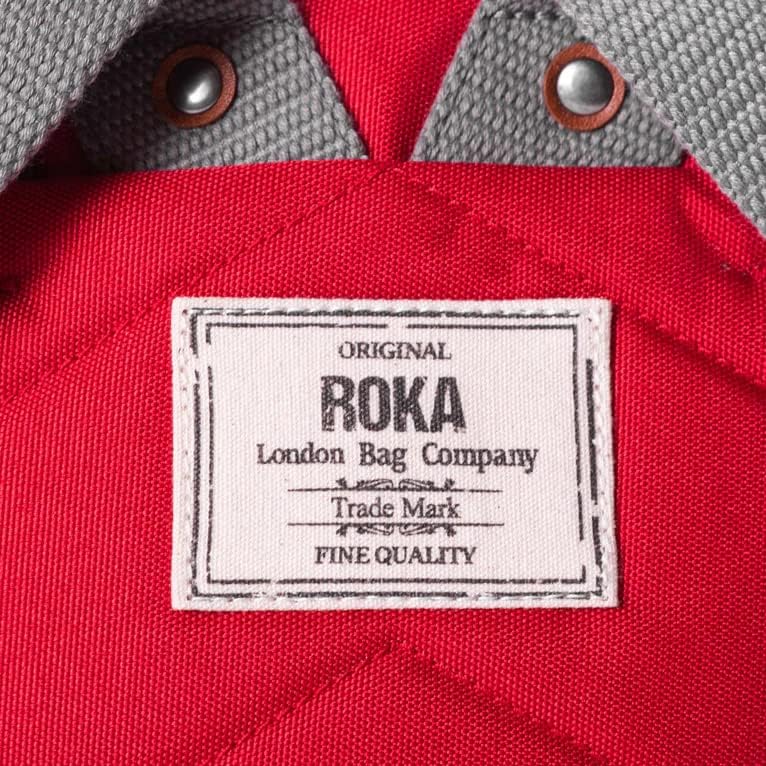 ORIGINAL
ROKA
London Bag Company
Trade Mark
FINE QUALITY